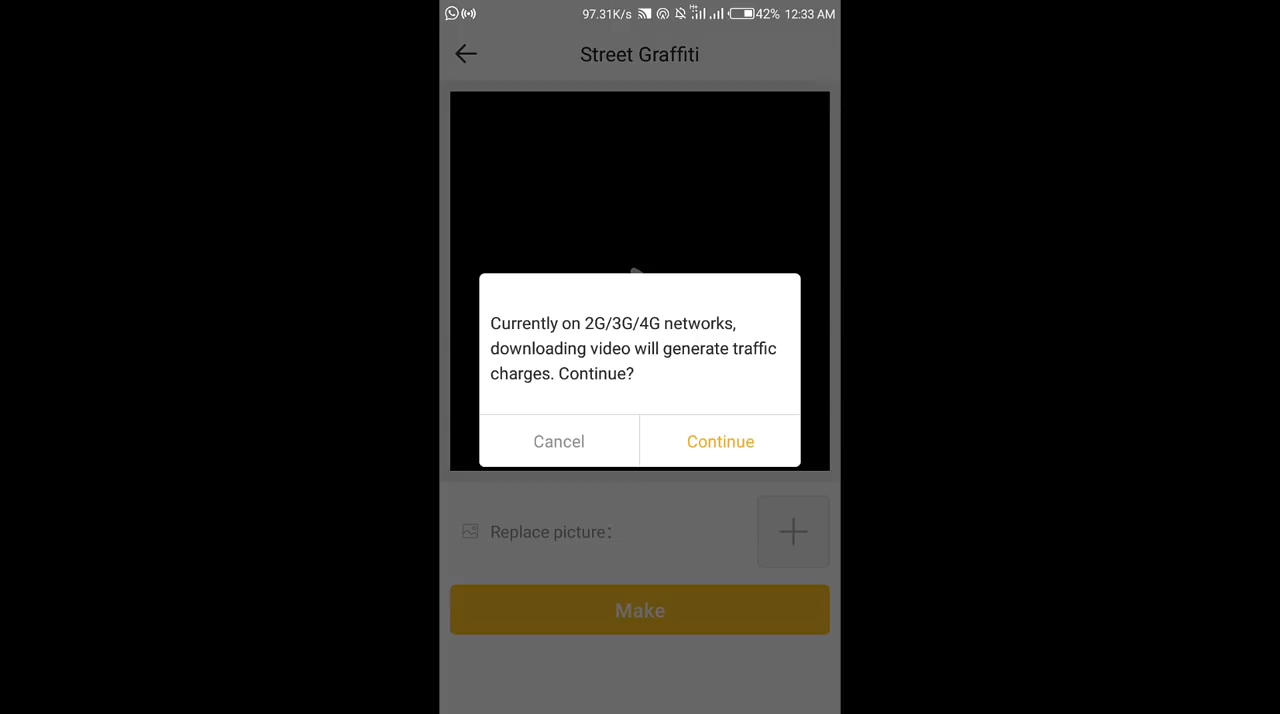 97.31K/s H+ 42% 12:33 AM
Street Graffiti
Currently on 2G/3G/4G networks,
downloading video will generate traffic
charges. Continue?
Cancel Continue
Replace picture：
Make